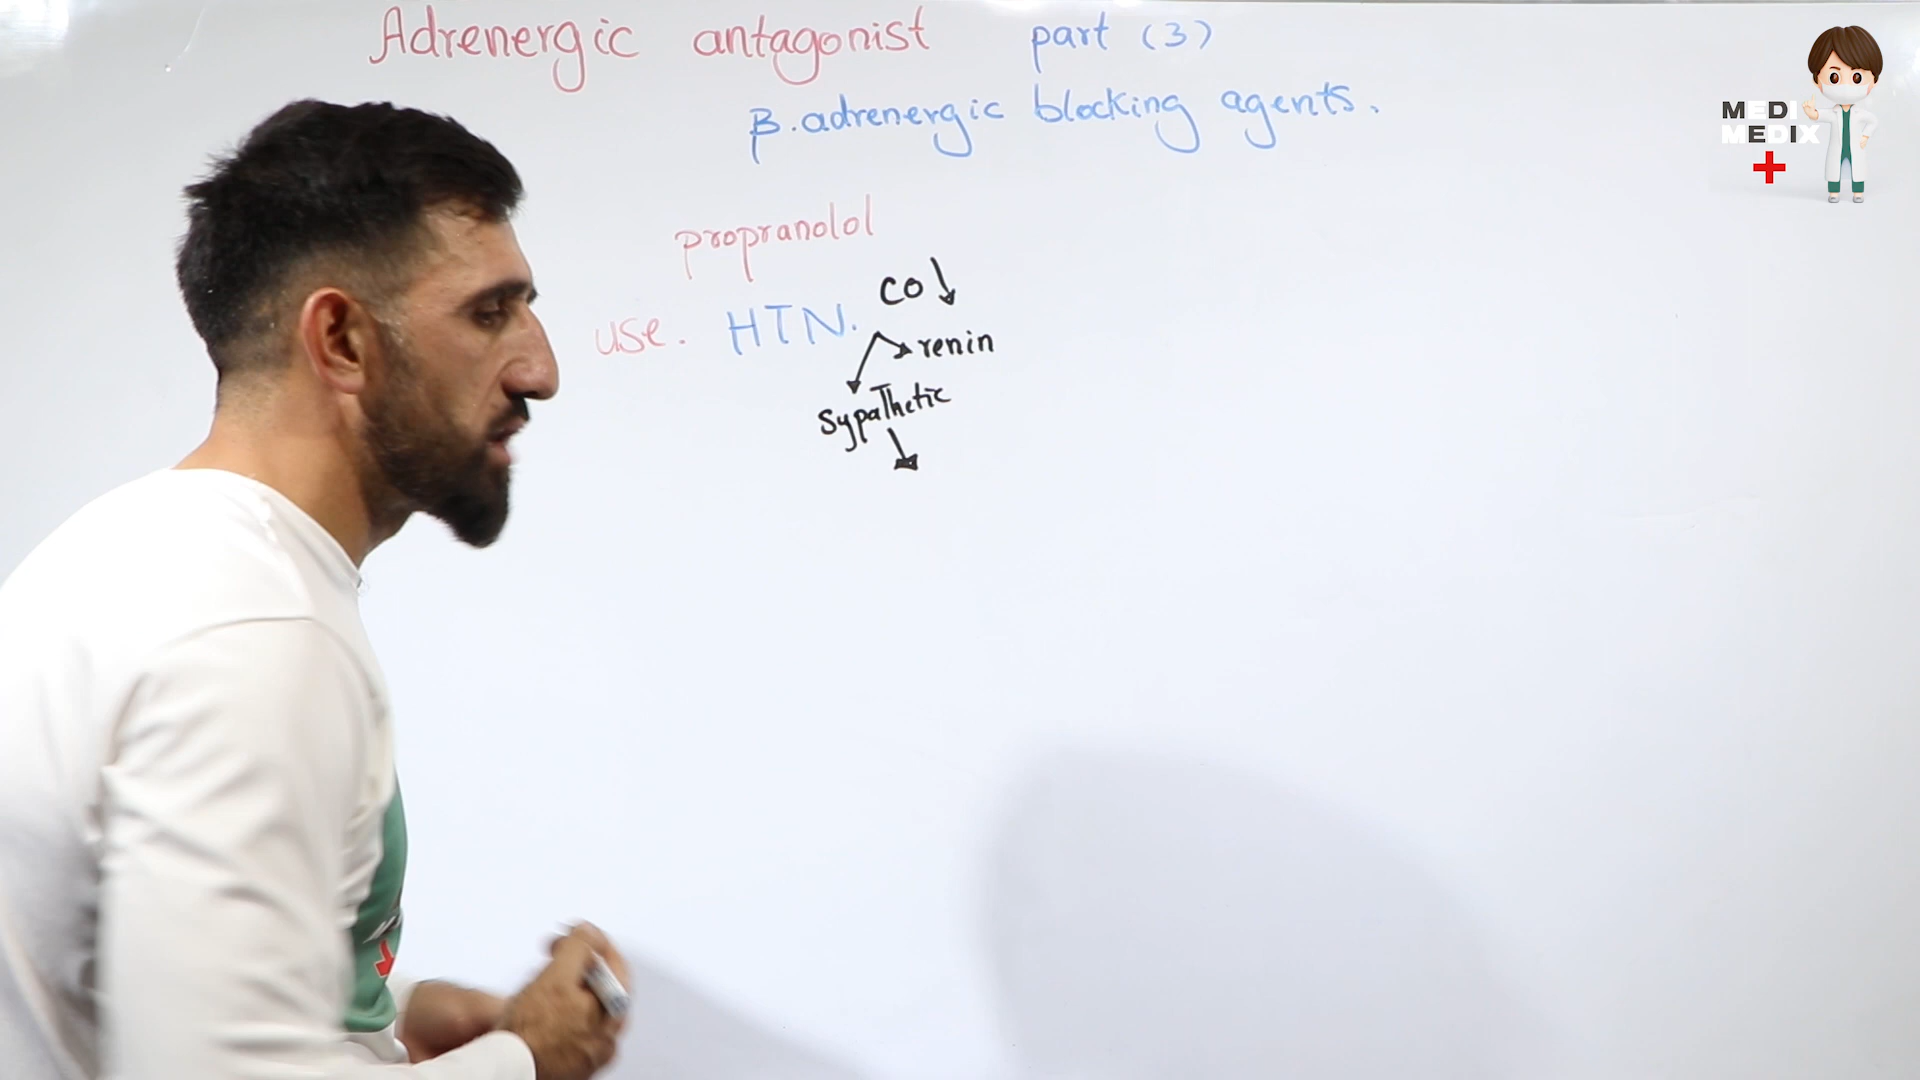 Adrenergic antagonist part (3)
β. adrenergic blocking agents.
propranolol
CO ↓
use. HTN.
renin
Sypathetic
MEDI
MEDIX